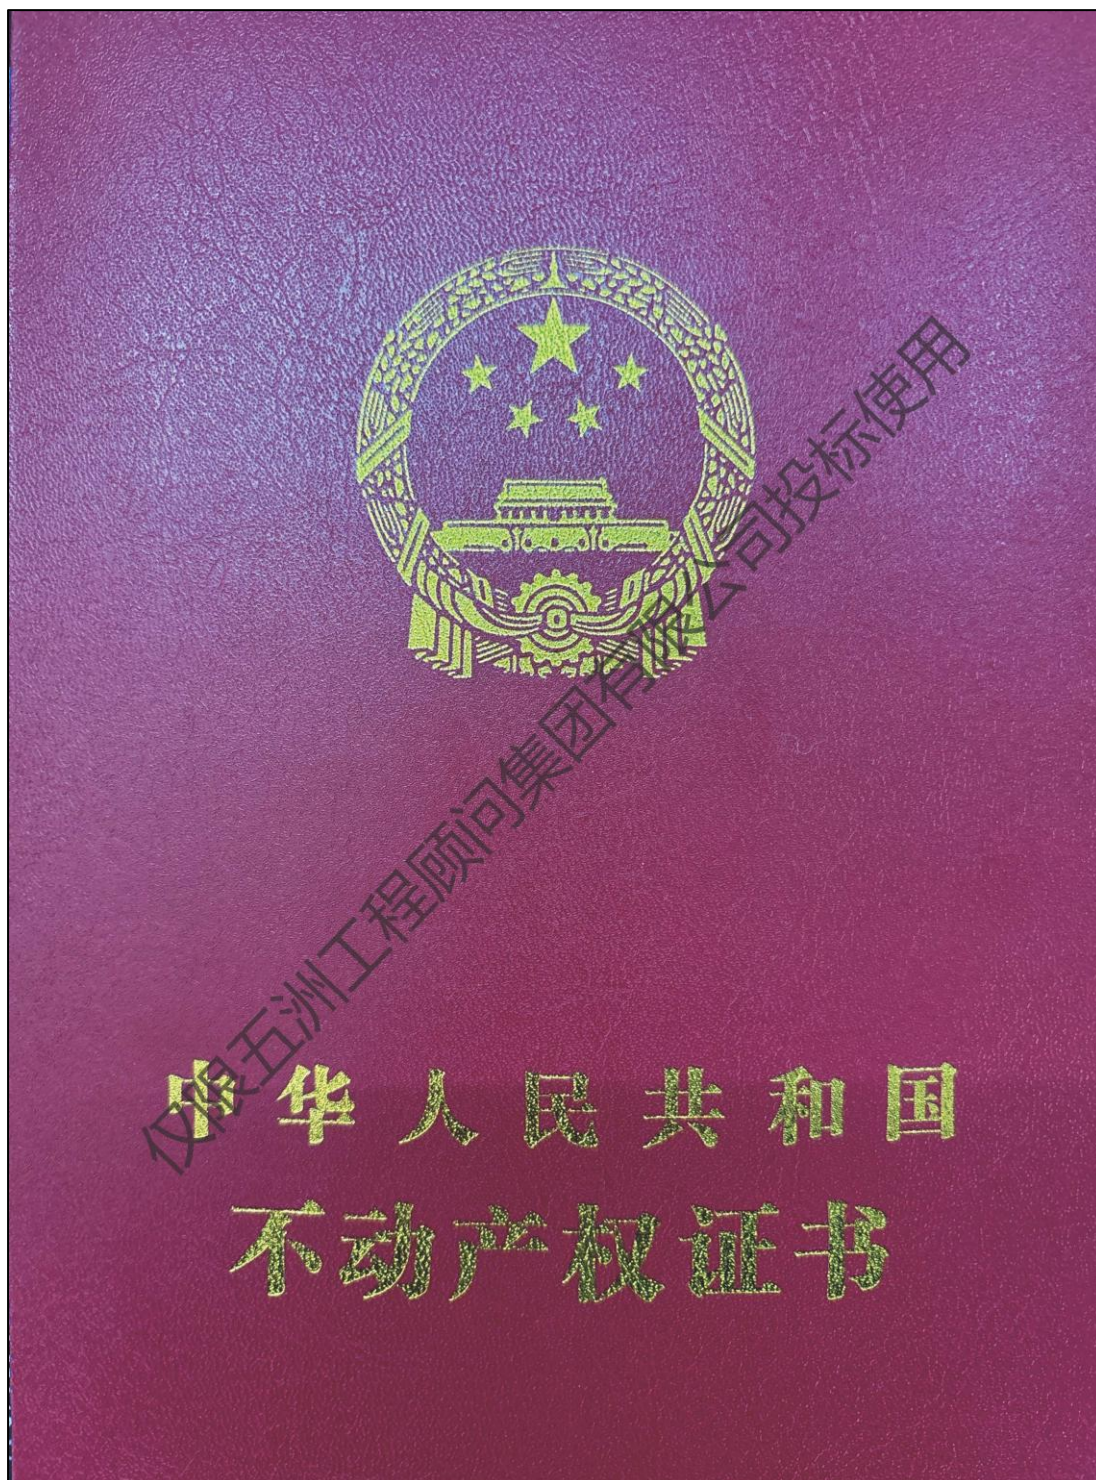 中华人民共和国
不动产权证书
仅限五洲工程顾问集团有限公司投标使用